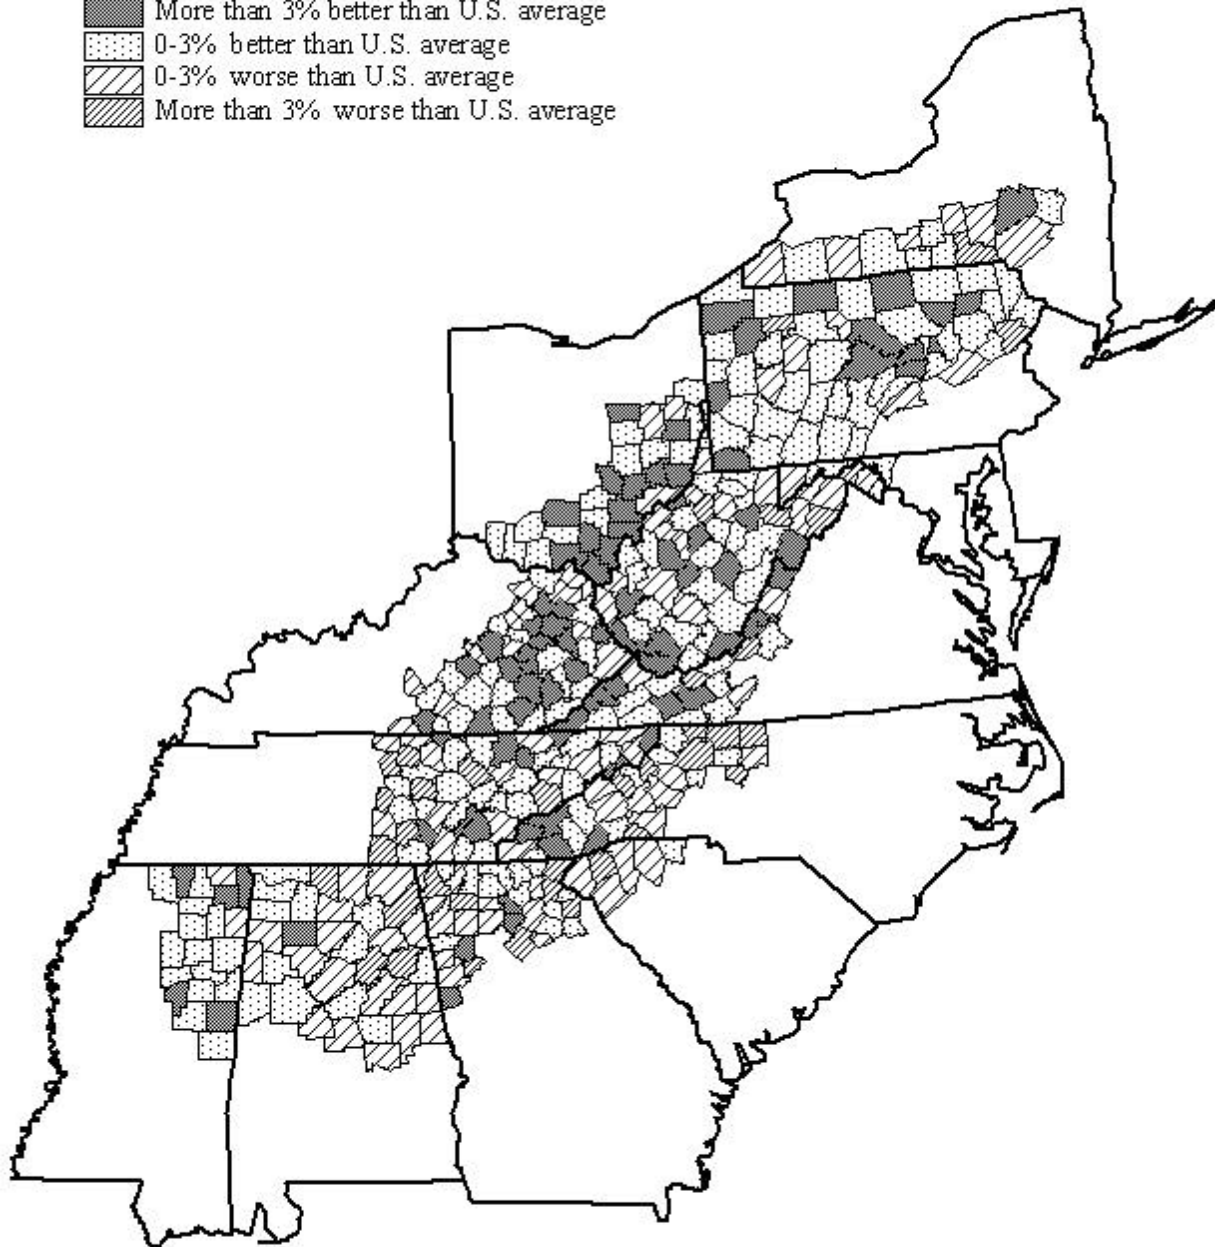 More than 3% better than U.S. average
0-3% better than U.S. average
0-3% worse than U.S. average
More than 3% worse than U.S. average